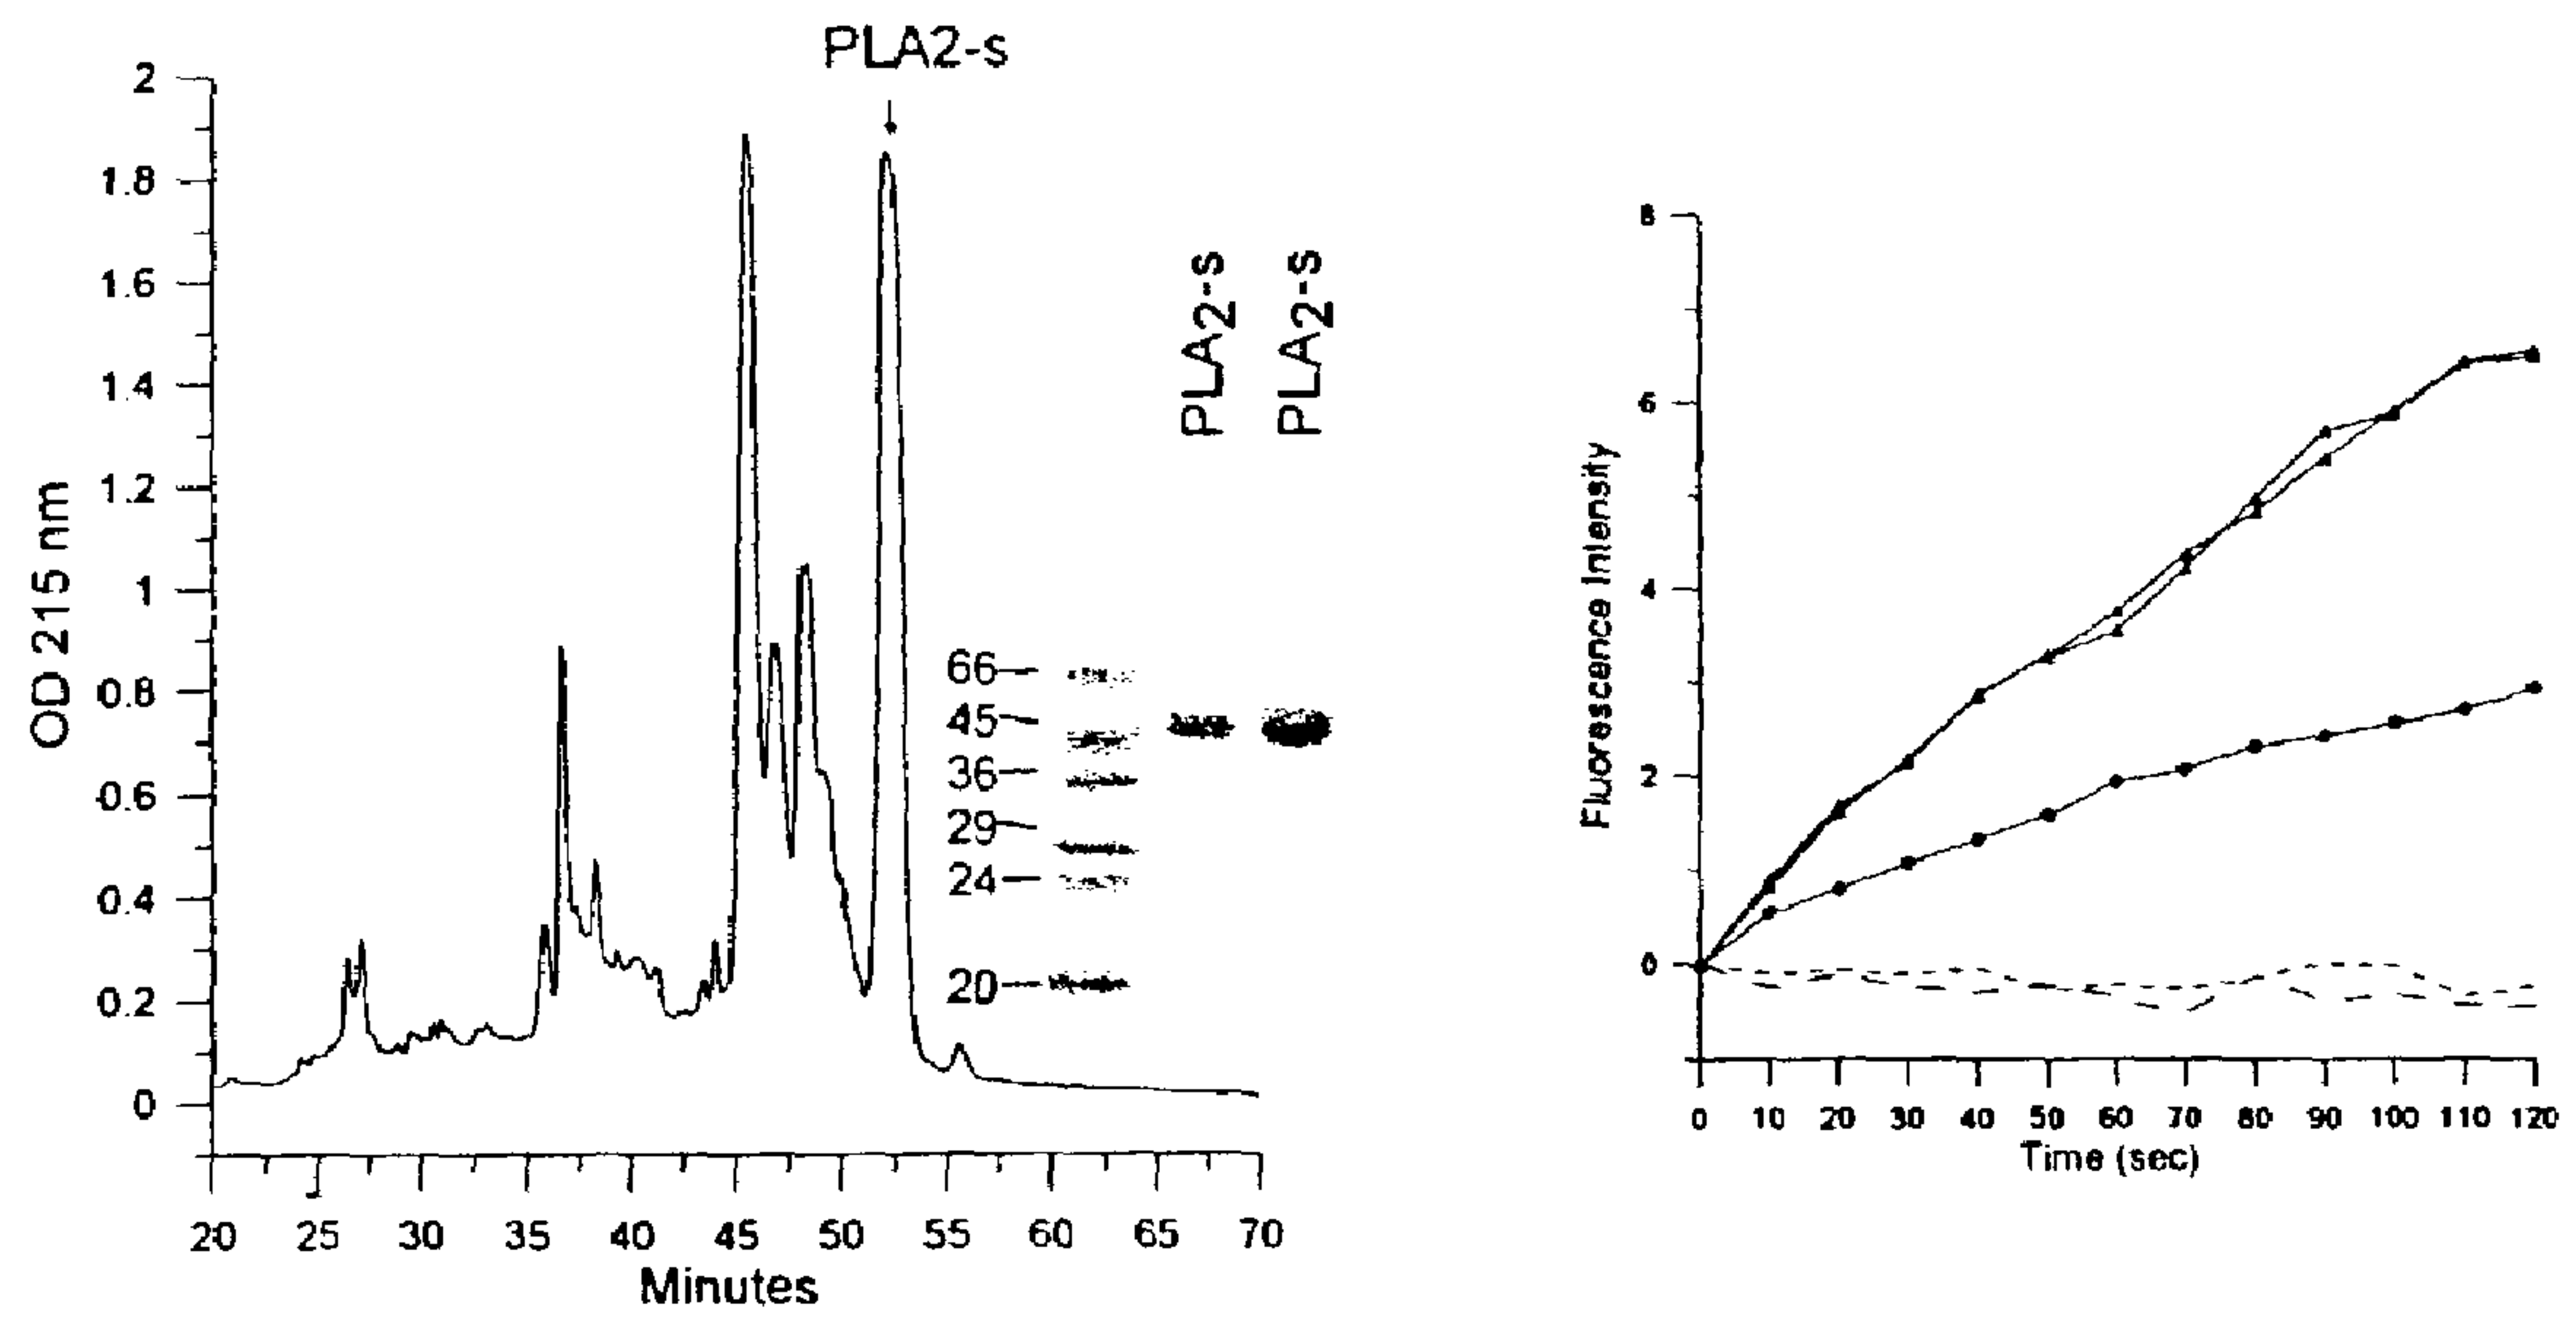 PLA2-s
2
1.8
1.6
1.4
1.2
1
0.8
0.6
0.4
0.2
0
OD 215 nm
20 25 30 35 40 45 50 55 60 65 70
Minutes
PLA2-s
PLA2-s
66
45
36
29
24
20
8
6
4
2
0
Fluorescence Intensity
0 10 20 30 40 50 60 70 80 90 100 110 120
Time (sec)